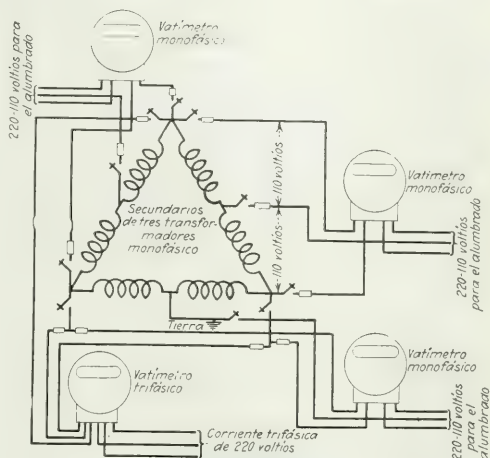 Vatímetro
monofásico
220-110 voltios para
el alumbrado
110 voltios
110 voltios
Secundarios
de tres transfor-
madores
monofásico
Vatímetro
monofásico
220-110 voltios
para el alumbrado
Tierra
Vatímetro
trifásico
Corriente trifásica
de 220 voltios
Vatímetro
monofásico
220-110 voltios
para el
alumbrado